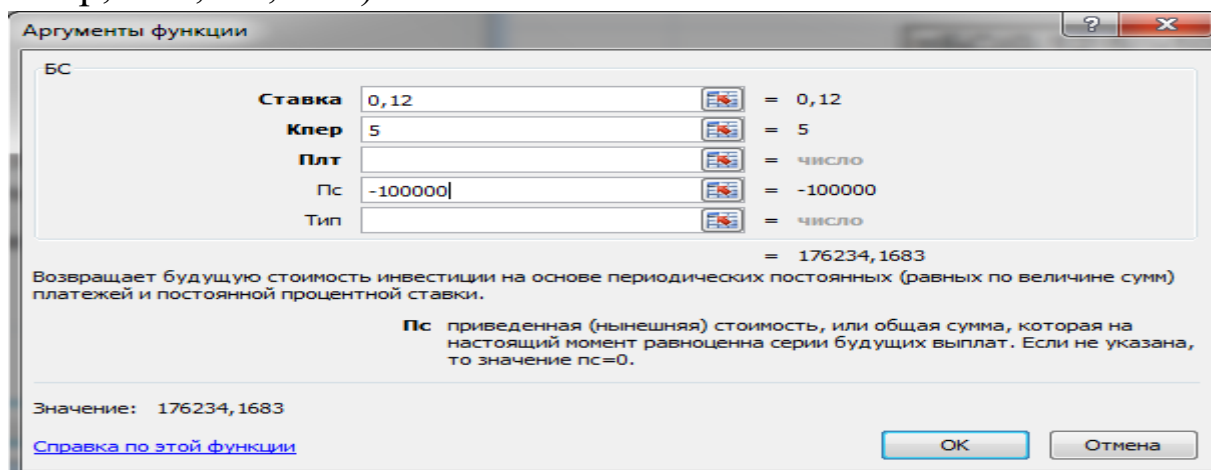 Аргументы функции
БС
Ставка 0,12 = 0,12
Кпер 5 = 5
Плт = число
Пс -100000 = -100000
Тип = число
= 176234,1683
Возвращает будущую стоимость инвестиции на основе периодических постоянных (равных по величине сумм)
платежей и постоянной процентной ставки.
Пс приведенная (нынешняя) стоимость, или общая сумма, которая на
настоящий момент равноценна серии будущих выплат. Если не указана,
то значение пс=0.
Значение: 176234,1683
Справка по этой функции OK Отмена